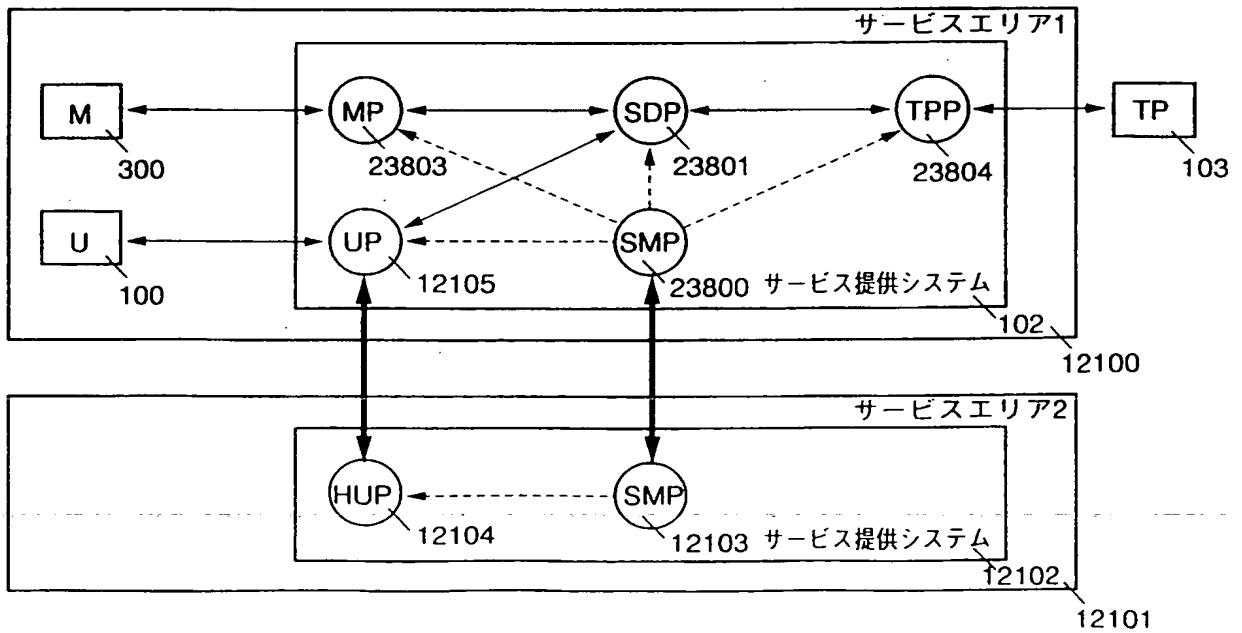 サービスエリア1
M
MP
SDP
TPP
TP
300
23803
23801
23804
103
U
UP
SMP
100
12105
23800
サービス提供システム
102
12100
サービスエリア2
HUP
SMP
12104
12103
サービス提供システム
12102
12101